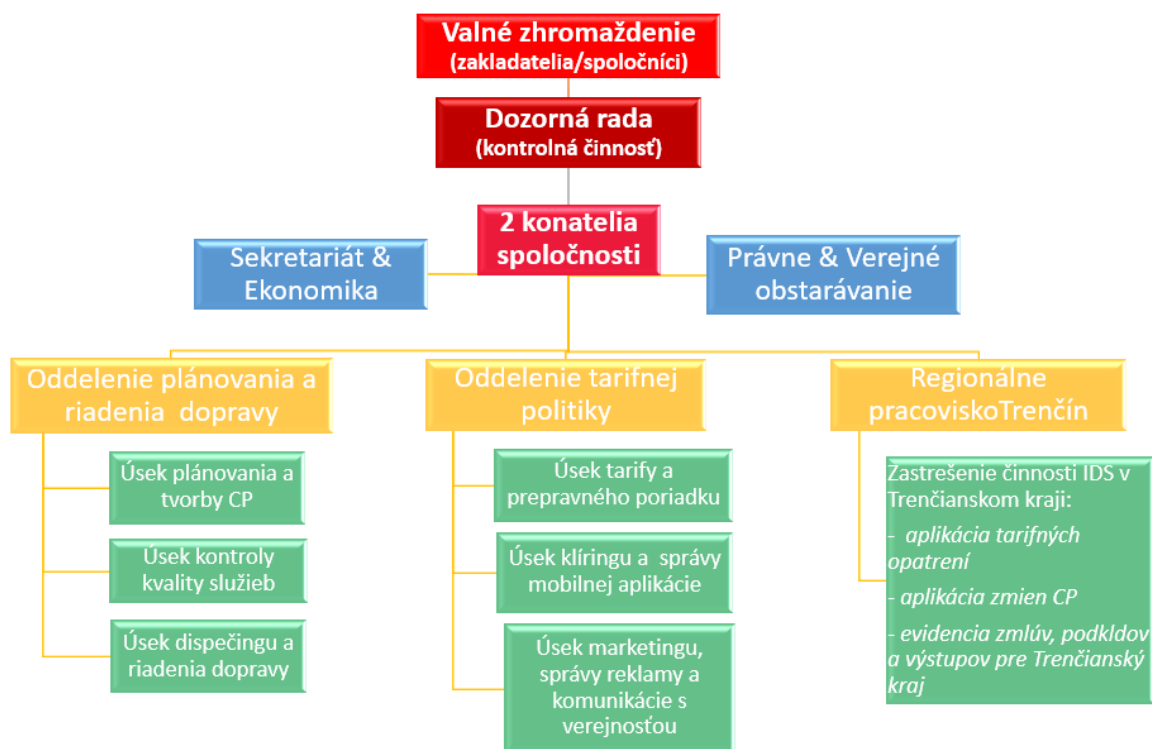 Valné zhromaždenie
(zakladatelia/spoločníci)
Dozorná rada
(kontrolná činnosť)
2 konatelia
spoločnosti
Sekretariát &
Ekonomika
Právne & Verejné
obstarávanie
Oddelenie plánovania a
riadenia dopravy
Úsek plánovania a
tvorby CP
Úsek kontroly
kvality služieb
Úsek dispečingu a
riadenia dopravy
Oddelenie tarifnej
politiky
Úsek tarify a
prepravného poriadku
Úsek klíringu a správy
mobilnej aplikácie
Úsek marketingu,
správy reklamy a
komunikácie s
verejnosťou
Regionálne
pracoviskoTrenčín
Zastrešenie činnosti IDS v
Trenčianskom kraji:
- aplikácia tarifných
opatrení
- aplikácia zmien CP
- evidencia zmlúv, podkldov
a výstupov pre Trenčianský
kraj